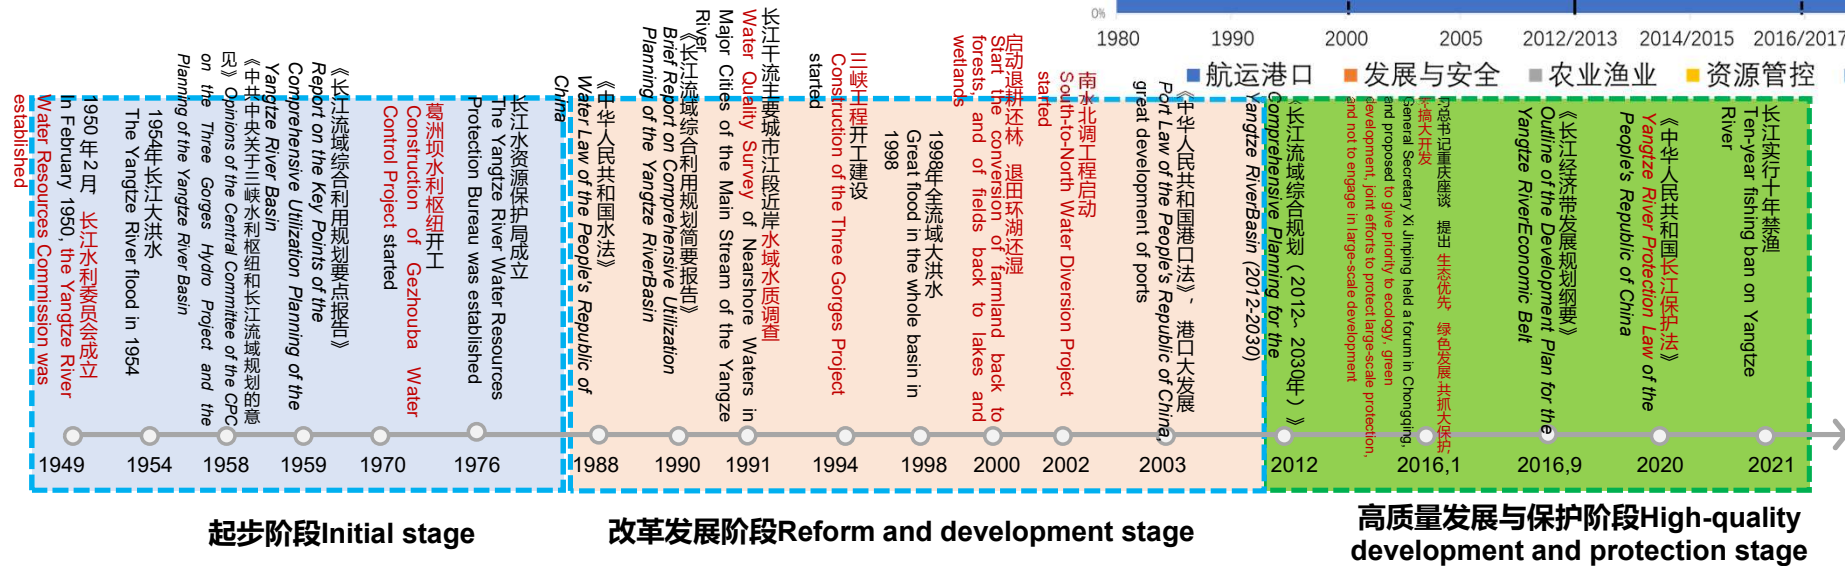 0%
1980 1990 2000 2005 2012/2013 2014/2015 2016/2017
航运港口 发展与安全 农业渔业 资源管控
1950年2月，长江水利委员会成立
In February 1950, the Yangtze River
Water Resources Commission was
established
1954年长江大洪水
The Yangtze River flood in 1954
《中共中央关于三峡水利枢纽和长江流域规划的意
见》Opinions of the Central Committee of the CPC
on the Three Gorges Hydro Project and the
Planning of the Yangtze River Basin
《长江流域综合利用规划要点报告》
Report on the Key Points of the
Comprehensive Utilization Planning of the
Yangtze River Basin
葛洲坝水利枢纽开工
Construction of Gezhouba Water
Control Project started
长江水资源保护局成立
The Yangtze River Water Resources
Protection Bureau was established
《中华人民共和国水法》
Water Law of the People's Republic of
China
《长江流域综合利用规划简要报告》
Brief Report on Comprehensive Utilization
Planning of the Yangtze RiverBasin
长江干流主要城市江段近岸水域水质调查
Water Quality Survey of Nearshore Waters in
Major Cities of the Main Stream of the Yangze
River
三峡工程开工建设
Construction of the Three Gorges Project
started
1998年全流域大洪水
Great flood in the whole basin in
1998
启动退耕还林、退田环湖还湿
Start the conversion of farmland back to
forests, and of fields back to lakes and
wetlands
南水北调工程启动
South-to-North Water Diversion Project
started
《中华人民共和国港口法》、港口大发展
Port Law of the People's Republic of China,
great development of ports
《长江流域综合规划（2012~2030年）》
Comprehensive Planning for the
Yangtze RiverBasin (2012-2030)
总书记重庆座谈 提出 生态优先，绿色发展 共抓大保护,
不搞大开发
General Secretary Xi Jinping held a forum in Chongqing,
and proposed to give priority to ecology, green
development, joint efforts to protect large-scale protection,
and not to engage in large-scale development
《长江经济带发展规划纲要》
Outline of the Development Plan for the
Yangtze RiverEconomic Belt
《中华人民共和国长江保护法》
Yangtze River Protection Law of the
People's Republic of China
长江实行十年禁渔
Ten-year fishing ban on Yangtze
River
1949 1954 1958 1959 1970 1976 1988 1990 1991 1994 1998 2000 2002 2003 2012 2016,1 2016,9 2020 2021
起步阶段Initial stage
改革发展阶段Reform and development stage
高质量发展与保护阶段High-quality
development and protection stage